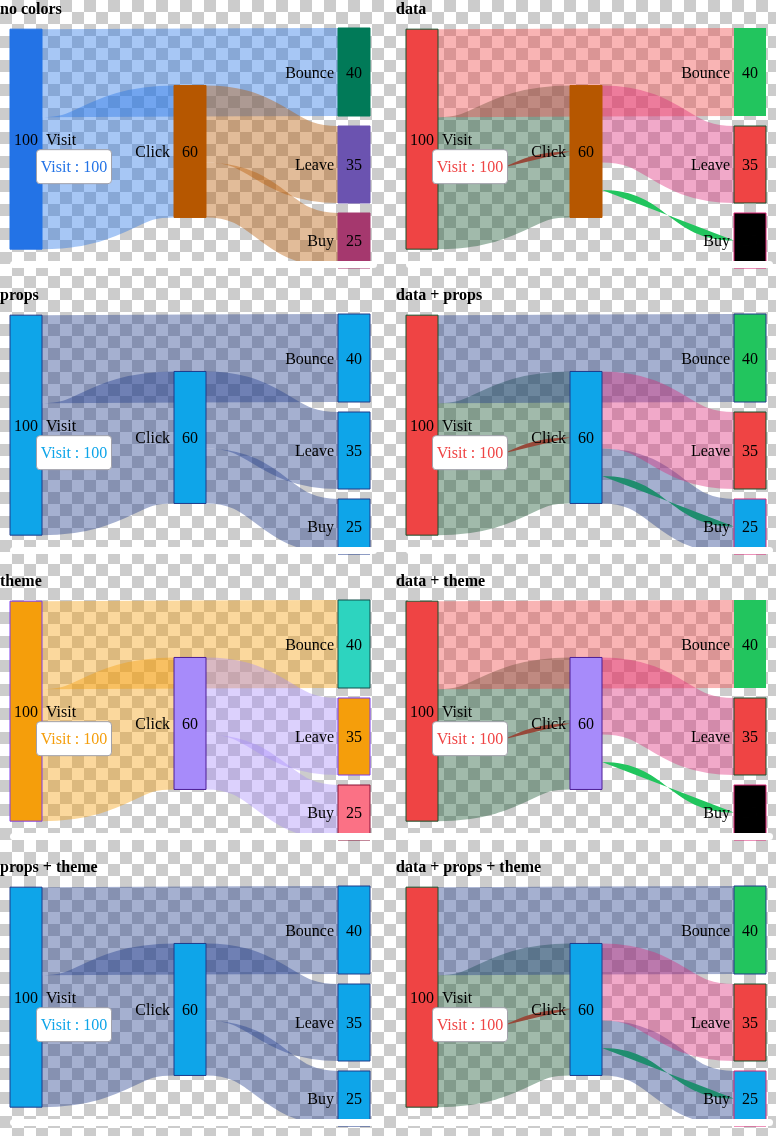 no colors
Bounce 40
100 Visit
Click 60
Visit : 100
Leave 35
Buy 25
data
Bounce 40
100 Visit
Click 60
Visit : 100
Leave 35
Buy
props
Bounce 40
100 Visit
Click 60
Visit : 100
Leave 35
Buy 25
data + props
Bounce 40
100 Visit
Click 60
Visit : 100
Leave 35
Buy 25
theme
Bounce 40
100 Visit
Click 60
Visit : 100
Leave 35
Buy 25
data + theme
Bounce 40
100 Visit
Click 60
Visit : 100
Leave 35
Buy
props + theme
Bounce 40
100 Visit
Click 60
Visit : 100
Leave 35
Buy 25
data + props + theme
Bounce 40
100 Visit
Click 60
Visit : 100
Leave 35
Buy 25